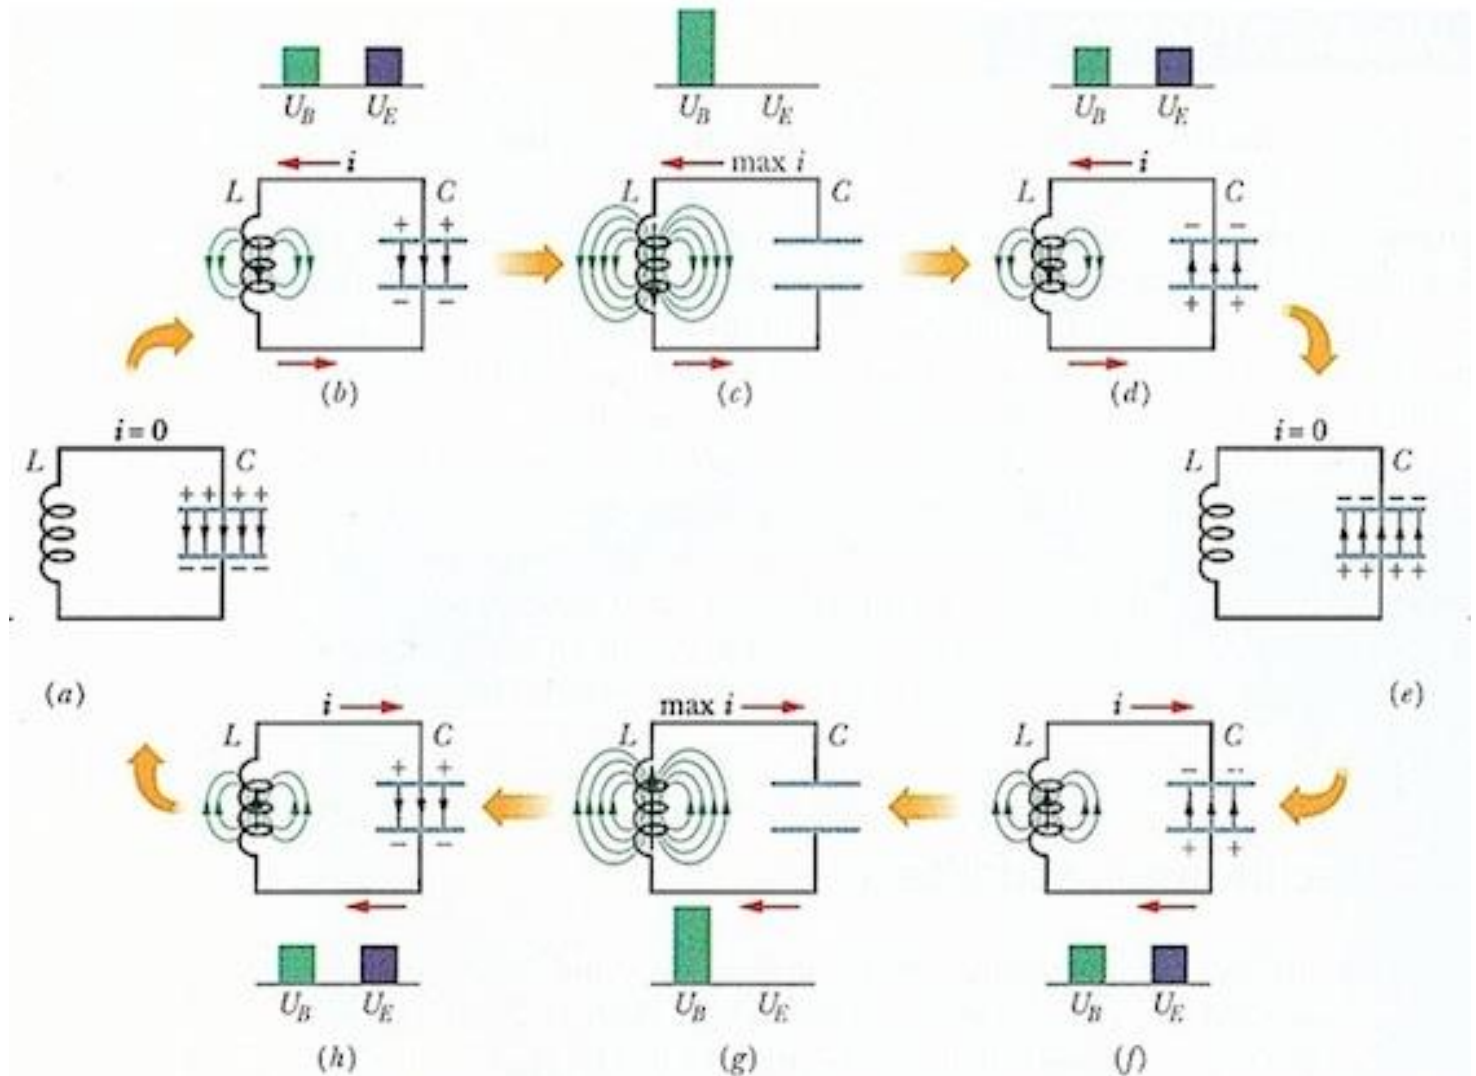 U_B U_E
U_B U_E
U_B U_E
i
max i
i
L C
L C
L C
+ +
- -
- -
+ +
(b)
(c)
(d)
i = 0
L C
+ + + +
- - - -
i = 0
L C
- - - -
+ + + +
(a)
(e)
i
max i
i
L C
L C
L C
+ +
- -
- -
+ +
U_B U_E
U_B U_E
U_B U_E
(h)
(g)
(f)